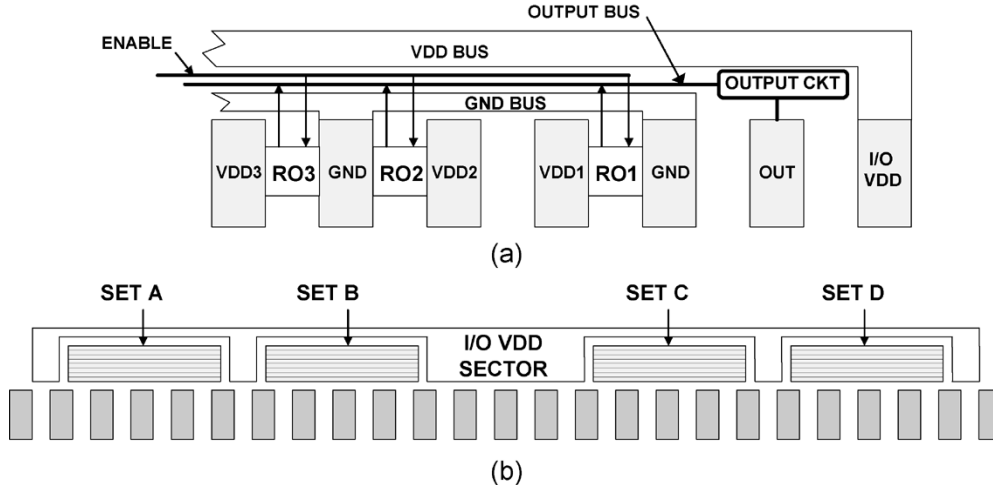 OUTPUT BUS
ENABLE
VDD BUS
OUTPUT CKT
GND BUS
VDD3 RO3 GND RO2 VDD2 VDD1 RO1 GND OUT I/O VDD
(a)
SET A SET B SET C SET D
I/O VDD
SECTOR
(b)